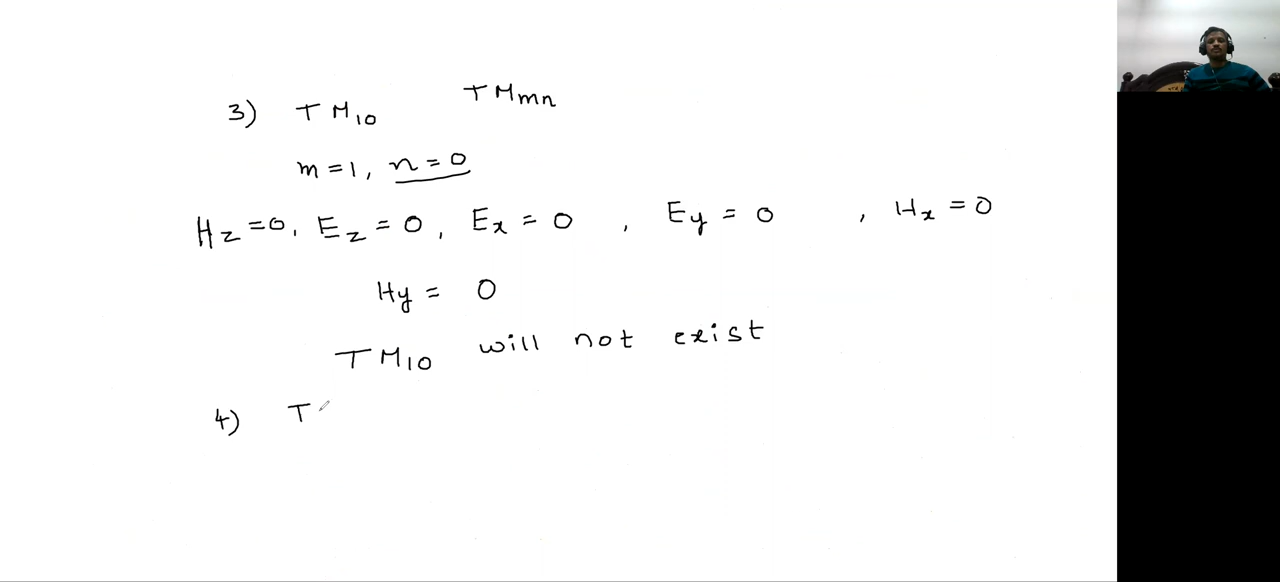 3) TM10 TMmn
m=1, n=0
Hz=0, Ez=0, Ex=0, Ey=0, Hx=0
Hy= 0
TM10 will not exist
4) T